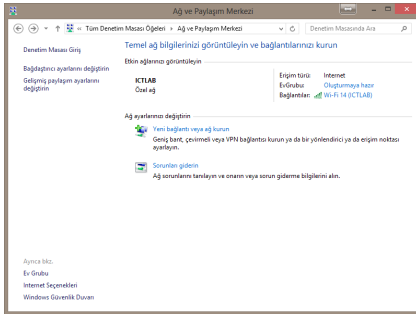 Ağ ve Paylaşım Merkezi
« Tüm Denetim Masası Öğeleri ▸ Ağ ve Paylaşım Merkezi
Denetim Masasında Ara
Denetim Masası Giriş
Bağdaştırıcı ayarlarını değiştirin
Gelişmiş paylaşım ayarlarını
değiştirin
Temel ağ bilgilerinizi görüntüleyin ve bağlantılarınızı kurun
Etkin ağlarınızı görüntüleyin
ICTLAB
Özel ağ
Erişim türü: Internet
EvGrubu: Oluşturmaya hazır
Bağlantılar: Wi-Fi 14 (ICTLAB)
Ağ ayarlarınızı değiştirin
Yeni bağlantı veya ağ kurun
Geniş bant, çevirmeli veya VPN bağlantısı kurun ya da bir yönlendirici ya da erişim noktası
ayarlayın.
Sorunları giderin
Ağ sorunlarını tanılayın ve onarın veya sorun giderme bilgilerini alın.
Ayrıca bkz.
Ev Grubu
Internet Seçenekleri
Windows Güvenlik Duvarı